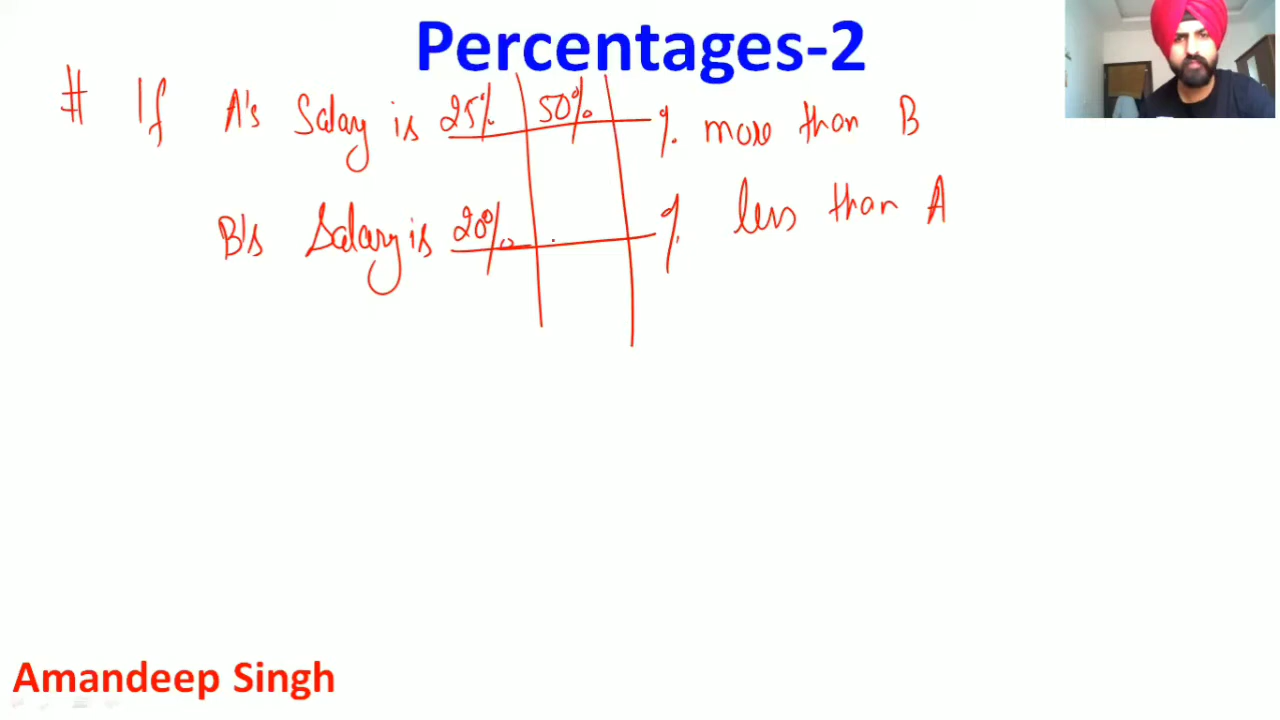 Percentages-2
# If A's Salary is 25% 50% % more than B
B's Salary is 20% % less than A
Amandeep Singh